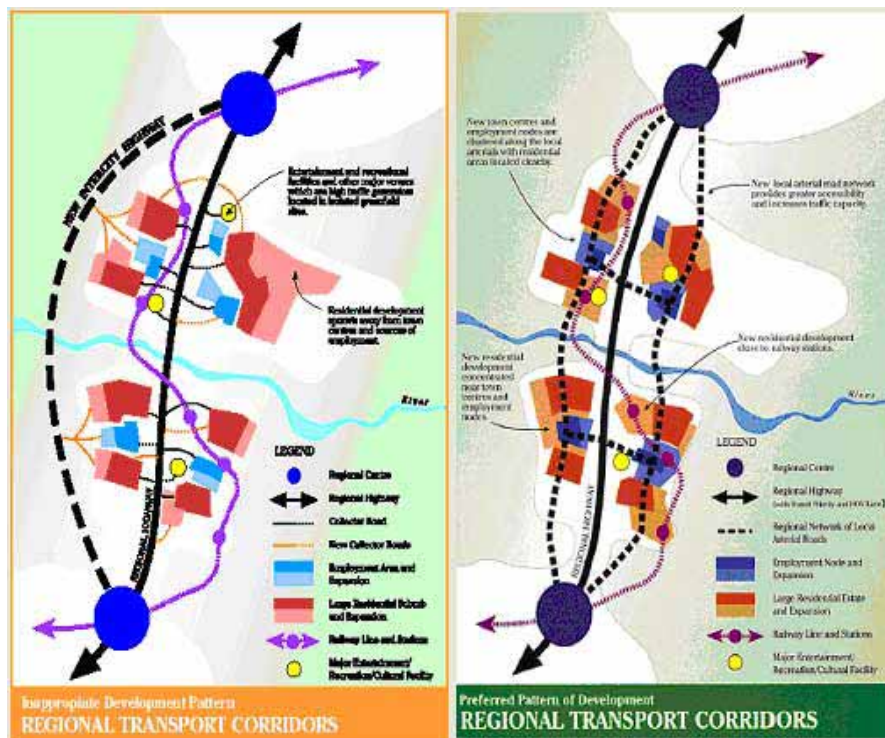 NEW INTERCITY HIGHWAY
Entertainment and recreational
facilities and other major venues
which are high traffic generators
located in isolated greenfield
sites.
Residential development
sprawls away from town
centres and sources of
employment.
River
REGIONAL HIGHWAY
LEGEND
Regional Centre
Regional Highway
Collector Road
New Collector Roads
Employment Area and
Expansion
Large Residential Suburb
and Expansion
Railway Line and Stations
Major Entertainment/
Recreation/Cultural Facility
Inappropiate Development Pattern
REGIONAL TRANSPORT CORRIDORS
New town centres and
employment nodes are
clustered along the local
arterials with residential
areas located closeby.
New local arterial road network
provides greater accessibility
and increases traffic capacity.
New residential development
close to railway stations.
New residential
development
concentrated
near town
centres and
employment
nodes.
River
REGIONAL HIGHWAY
LEGEND
Regional Centre
Regional Highway
(with Transit Priority and HOV Lane)
Regional Network of Local
Arterial Roads
Employment Node and
Expansion
Large Residential Estate
and Expansion
Railway Line and Stations
Major Entertainment/
Recreation/Cultural Facility
Preferred Pattern of Development
REGIONAL TRANSPORT CORRIDORS